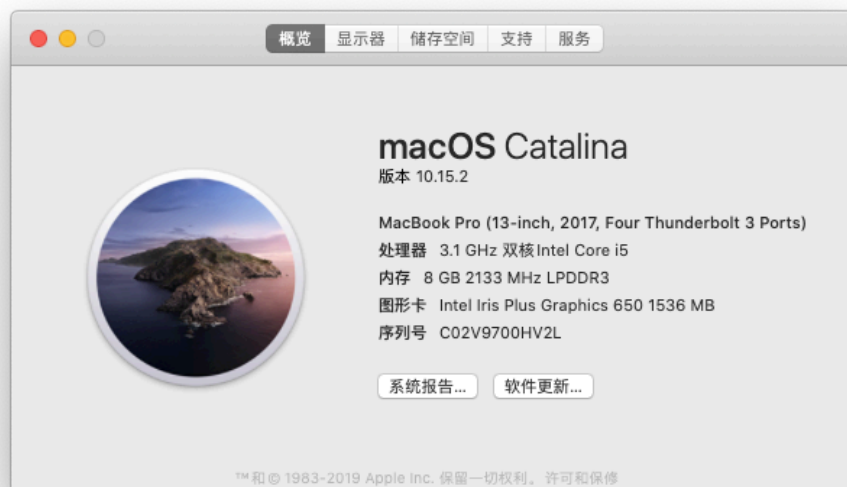 概览 显示器 储存空间 支持 服务
macOS Catalina
版本 10.15.2
MacBook Pro (13-inch, 2017, Four Thunderbolt 3 Ports)
处理器 3.1 GHz 双核Intel Core i5
内存 8 GB 2133 MHz LPDDR3
图形卡 Intel Iris Plus Graphics 650 1536 MB
序列号 C02V9700HV2L
系统报告... 软件更新...
™和© 1983-2019 Apple Inc. 保留一切权利。许可和保修